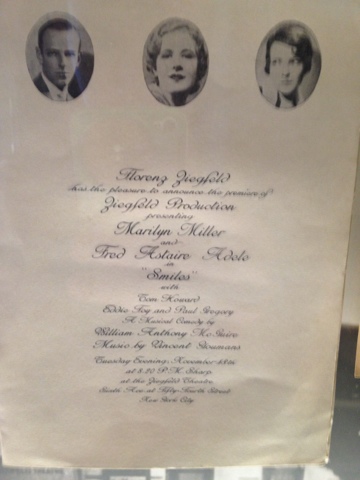 Florenz Ziegfeld
has the pleasure to announce the premiere of
Ziegfeld Production
presenting
Marilyn Miller
and
Fred Astaire Adele
in
"Smiles"
with
Tom Howard
Eddie Foy and Paul Gregory
A Musical Comedy by
William Anthony Mc.Guire
Music by Vincent Youmans
Tuesday Evening, November
at 8:20 P.M. Sharp.
at the Ziegfeld Theatre
Sixth Ave. at Fifty-Fourth Street
New York City